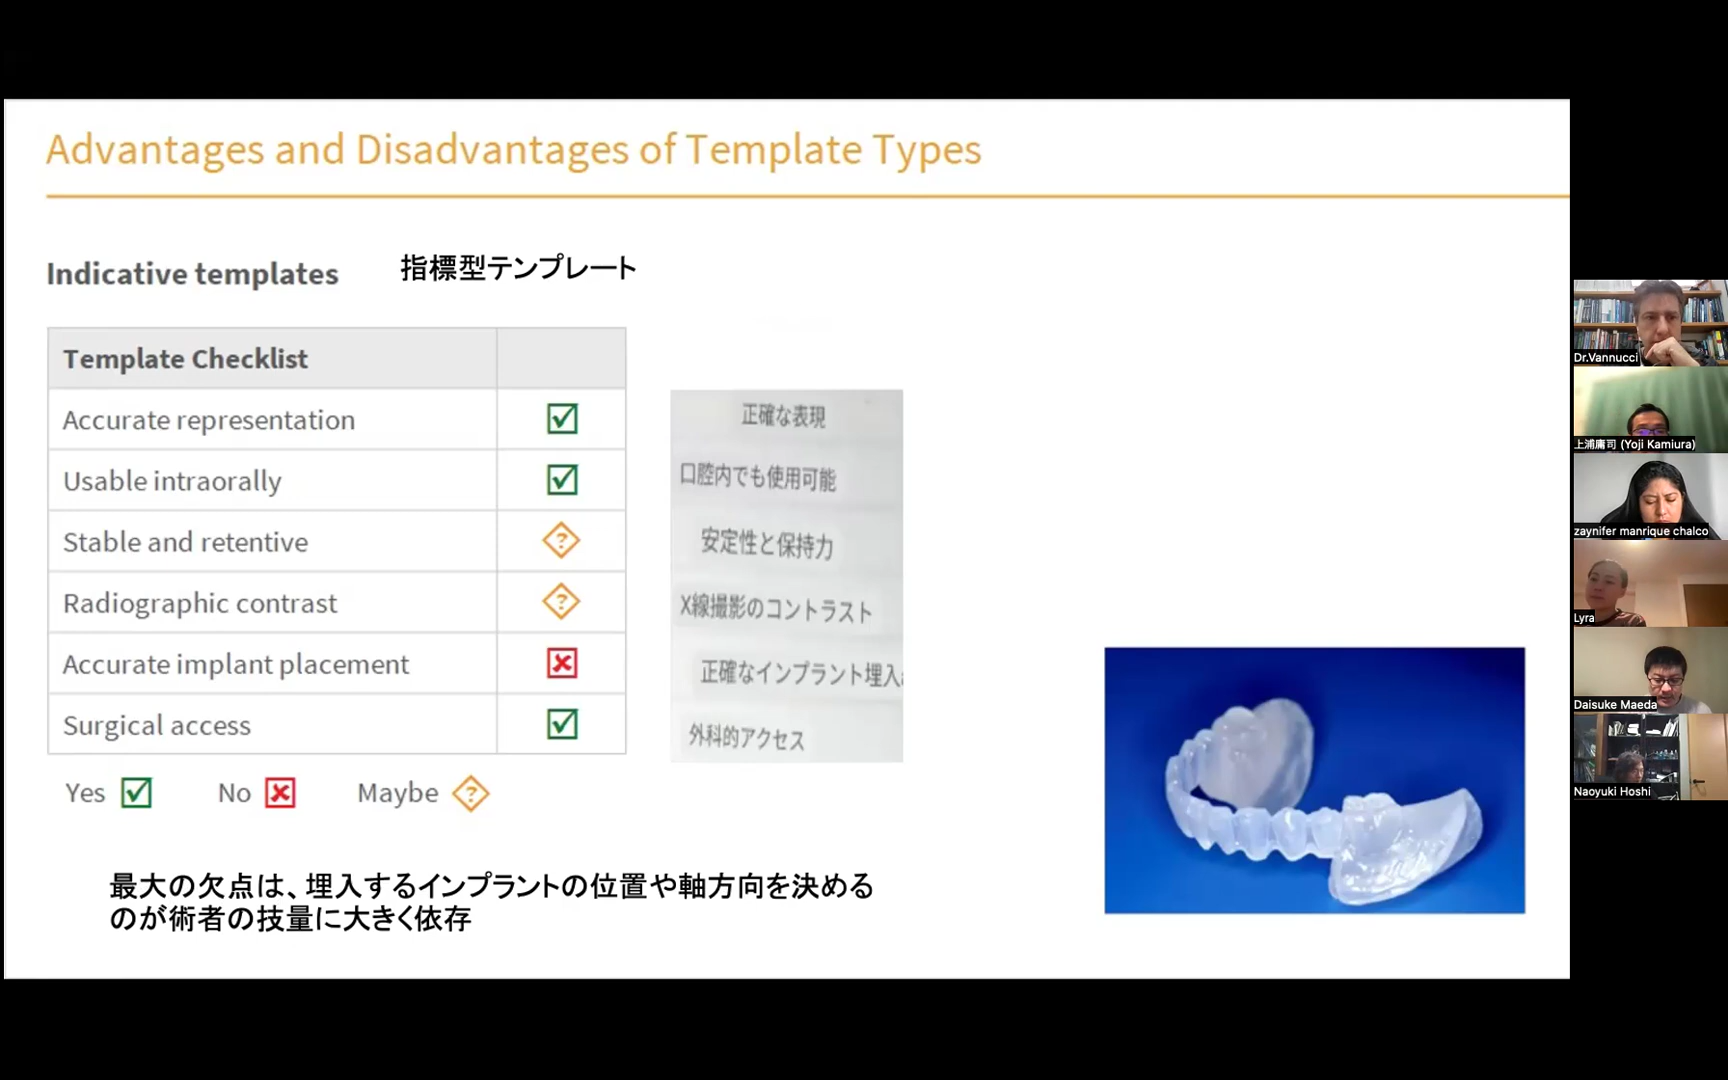 Advantages and Disadvantages of Template Types
Indicative templates
指標型テンプレート
Template Checklist
Accurate representation
Usable intraorally
Stable and retentive
Radiographic contrast
Accurate implant placement
Surgical access
Yes
No
Maybe
正確な表現
口腔内でも使用可能
安定性と保持力
X線撮影のコントラスト
正確なインプラント埋入
外科的アクセス
最大の欠点は、埋入するインプラントの位置や軸方向を決める
のが術者の技量に大きく依存
Dr.Vannucci
上浦庸司 (Yoji Kamiura)
zaynifer manrique chalco
Lyra
Daisuke Maeda
Naoyuki Hoshi